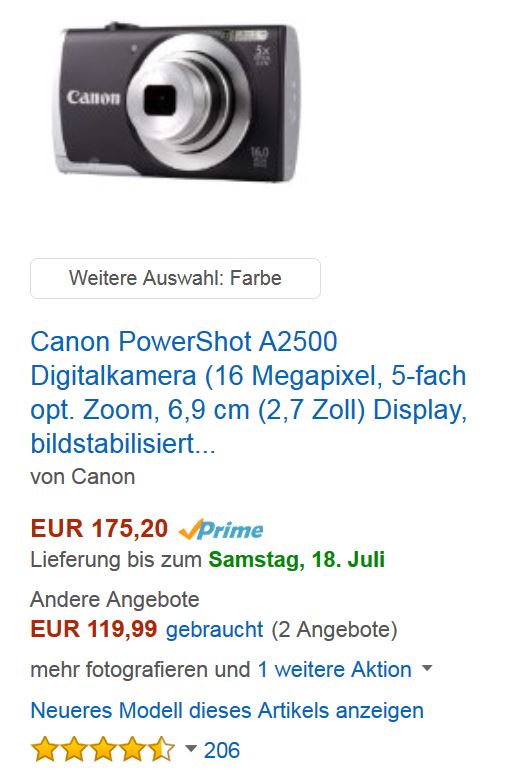 Canon
5x
16.0
Weitere Auswahl: Farbe
Canon PowerShot A2500
Digitalkamera (16 Megapixel, 5-fach
opt. Zoom, 6,9 cm (2,7 Zoll) Display,
bildstabilisiert...
von Canon
EUR 175,20 Prime
Lieferung bis zum Samstag, 18. Juli
Andere Angebote
EUR 119,99 gebraucht (2 Angebote)
mehr fotografieren und 1 weitere Aktion
Neueres Modell dieses Artikels anzeigen
206